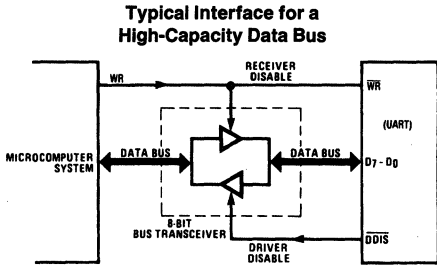 Typical Interface for a
High-Capacity Data Bus
RECEIVER
DISABLE
WR
WR
(UART)
DATA BUS
DATA BUS
MICROCOMPUTER
SYSTEM
D7 - D0
8-BIT
BUS TRANSCEIVER
DDIS
DRIVER
DISABLE